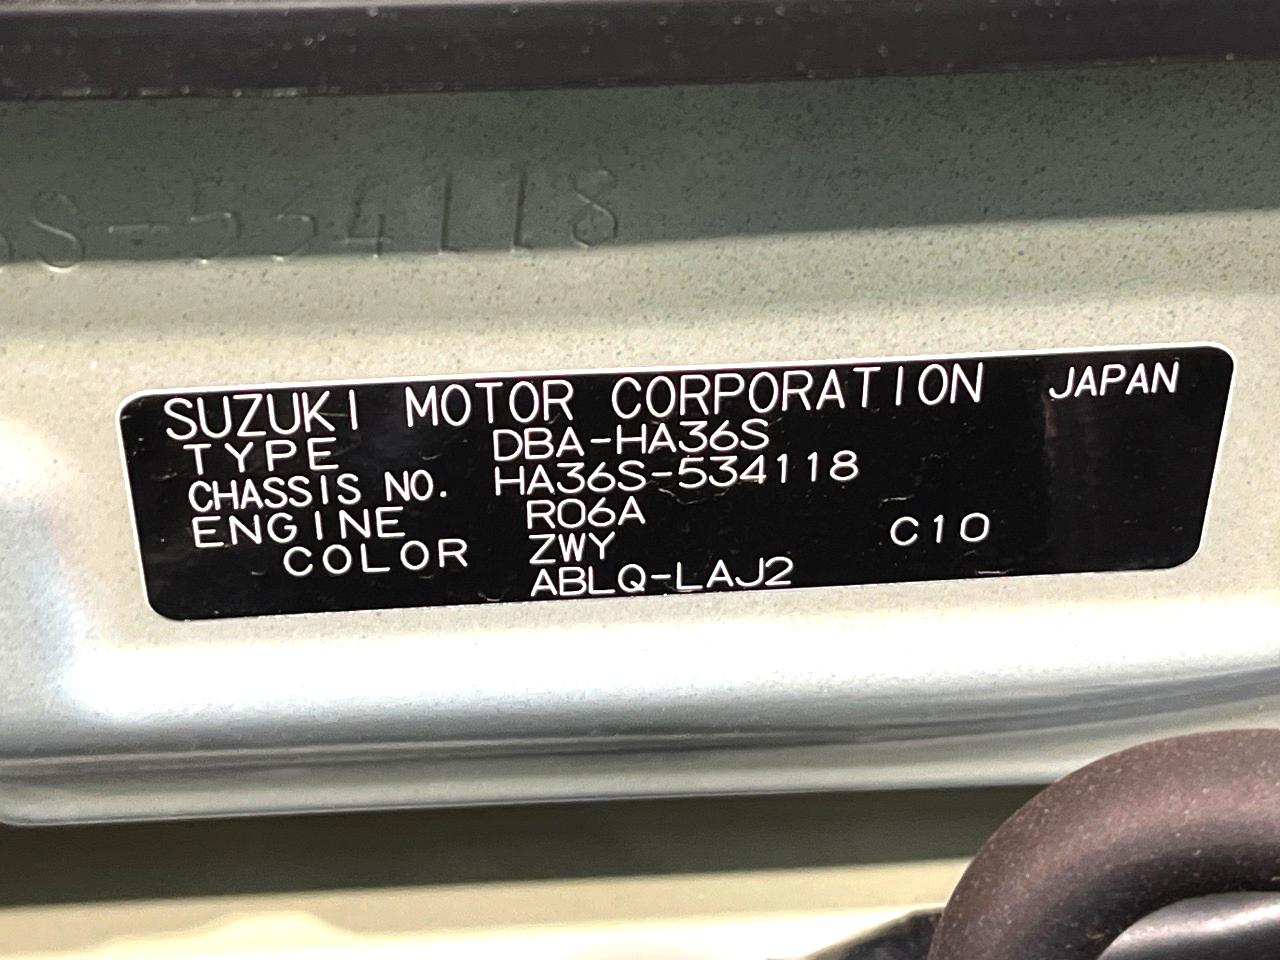 S-534118
SUZUKI MOTOR CORPORATION JAPAN
TYPE DBA-HA36S
CHASSIS NO. HA36S-534118
ENGINE R06A
COLOR ZWY C10
ABLQ-LAJ2